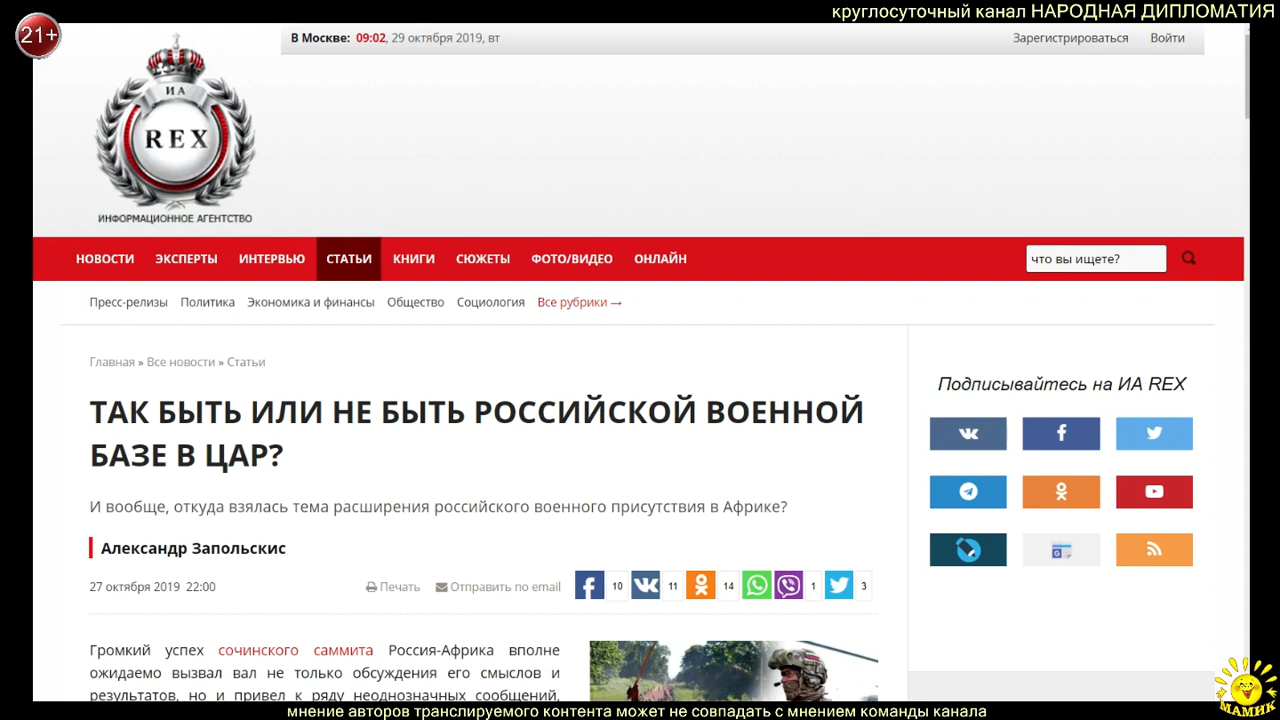 круглосуточный канал НАРОДНАЯ ДИПЛОМАТИЯ
21+
В Москве: 09:02, 29 октября 2019, вт
Зарегистрироваться Войти
ИА
REX
ИНФОРМАЦИОННОЕ АГЕНТСТВО
НОВОСТИ ЭКСПЕРТЫ ИНТЕРВЬЮ СТАТЬИ КНИГИ СЮЖЕТЫ ФОТО/ВИДЕО ОНЛАЙН
что вы ищете?
Пресс-релизы Политика Экономика и финансы Общество Социология Все рубрики →
Главная » Все новости » Статьи
ТАК БЫТЬ ИЛИ НЕ БЫТЬ РОССИЙСКОЙ ВОЕННОЙ
БАЗЕ В ЦАР?
И вообще, откуда взялась тема расширения российского военного присутствия в Африке?
Александр Запольскис
27 октября 2019 22:00
Печать Отправить по email
10 11 14 1 3
Громкий успех сочинского саммита Россия-Африка вполне
ожидаемо вызвал вал не только обсуждения его смыслов и
результатов, но и привел к ряду неоднозначных сообщений,
Подписывайтесь на ИА REX
МАМИК
мнение авторов транслируемого контента может не совпадать с мнением команды канала